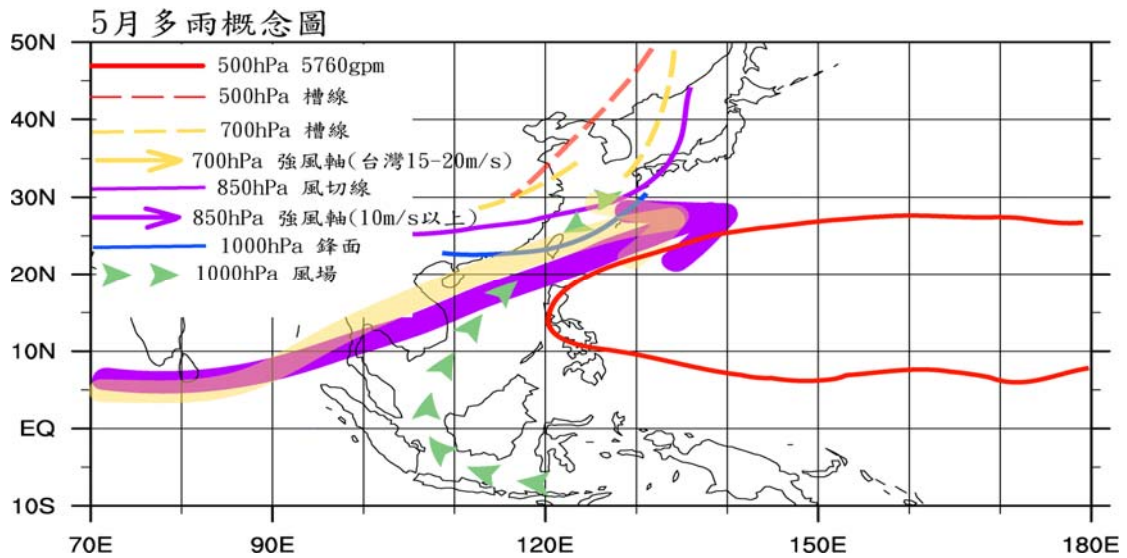 5月多雨概念圖
50N
40N
30N
20N
10N
EQ
10S
500hPa 5760gpm
500hPa 槽線
700hPa 槽線
700hPa 強風軸(台灣15-20m/s)
850hPa 風切線
850hPa 強風軸(10m/s以上)
1000hPa 鋒面
1000hPa 風場
70E 90E 120E 150E 180E